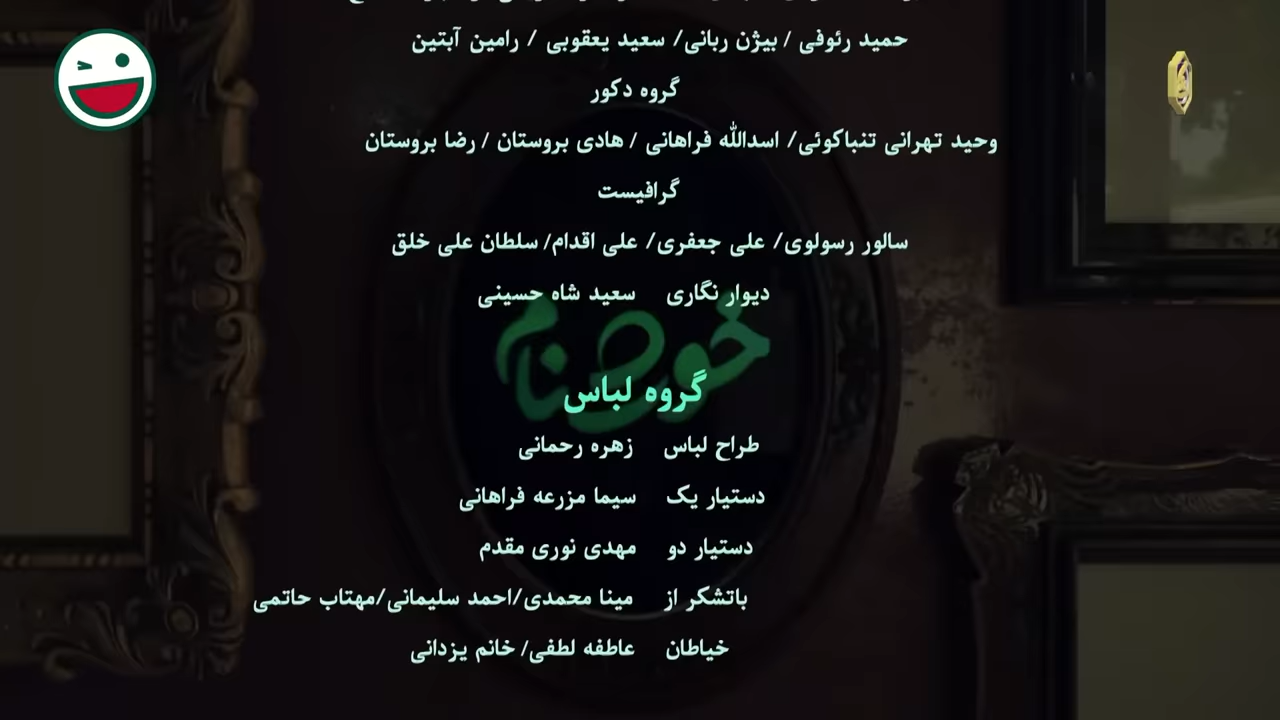 حمید رئوفی / بیژن ربانی/ سعید یعقوبی / رامین آبتین
گروه دکور
وحید تهرانی تنباکوئی/ اسدالله فراهانی / هادی بروستان / رضا بروستان
گرافیست
سالور رسولوی/ علی جعفری/ علی اقدام/ سلطان علی خلق
دیوار نگاری سعید شاه حسینی
خوشنام
گروه لباس
طراح لباس زهره رحمانی
دستیار یک سیما مزرعه فراهانی
دستیار دو مهدی نوری مقدم
باتشکر از مینا محمدی/احمد سلیمانی/مهتاب حاتمی
خیاطان عاطفه لطفی/ خانم یزدانی